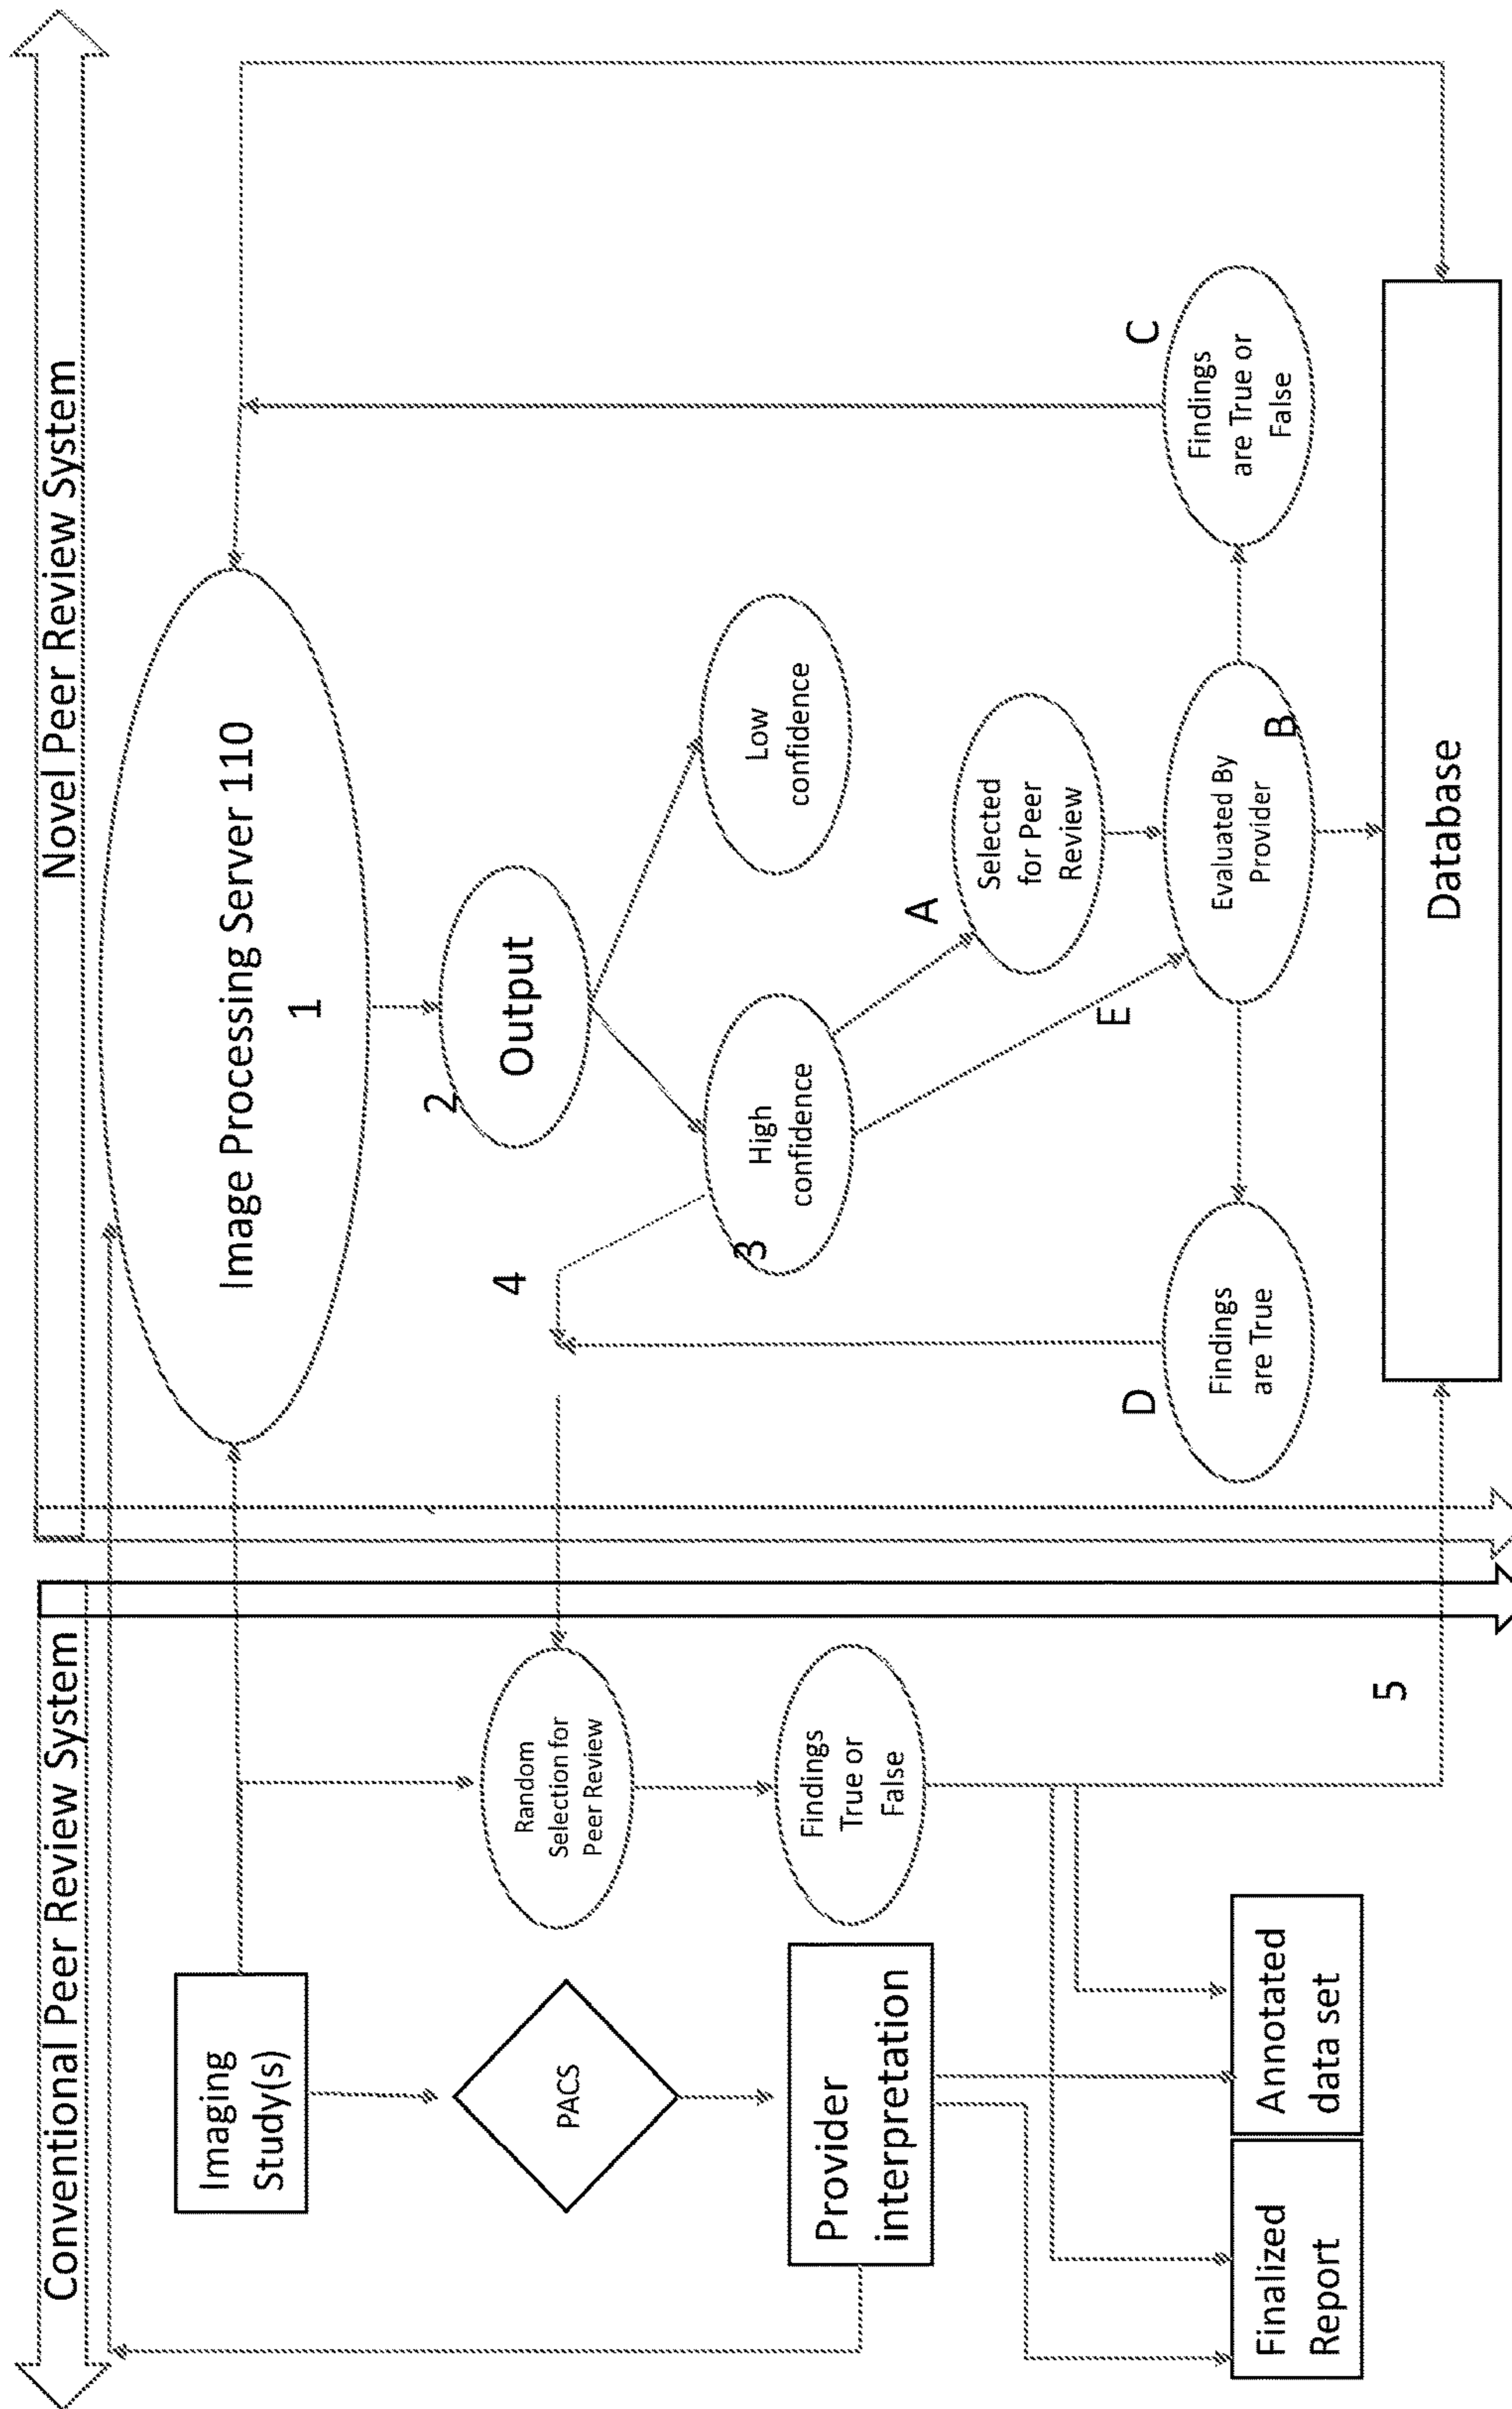 Conventional Peer Review System
Novel Peer Review System
Imaging
Study(s)
PACS
Provider
interpretation
Finalized
Report
Annotated
data set
Random
Selection for
Peer Review
Findings
True or
False
5
Image Processing Server 110
1
2
Output
4
3
High
confidence
Low
confidence
A
Selected
for Peer
Review
E
Evaluated By
Provider
B
C
Findings
are True or
False
D
Findings
are True
Database